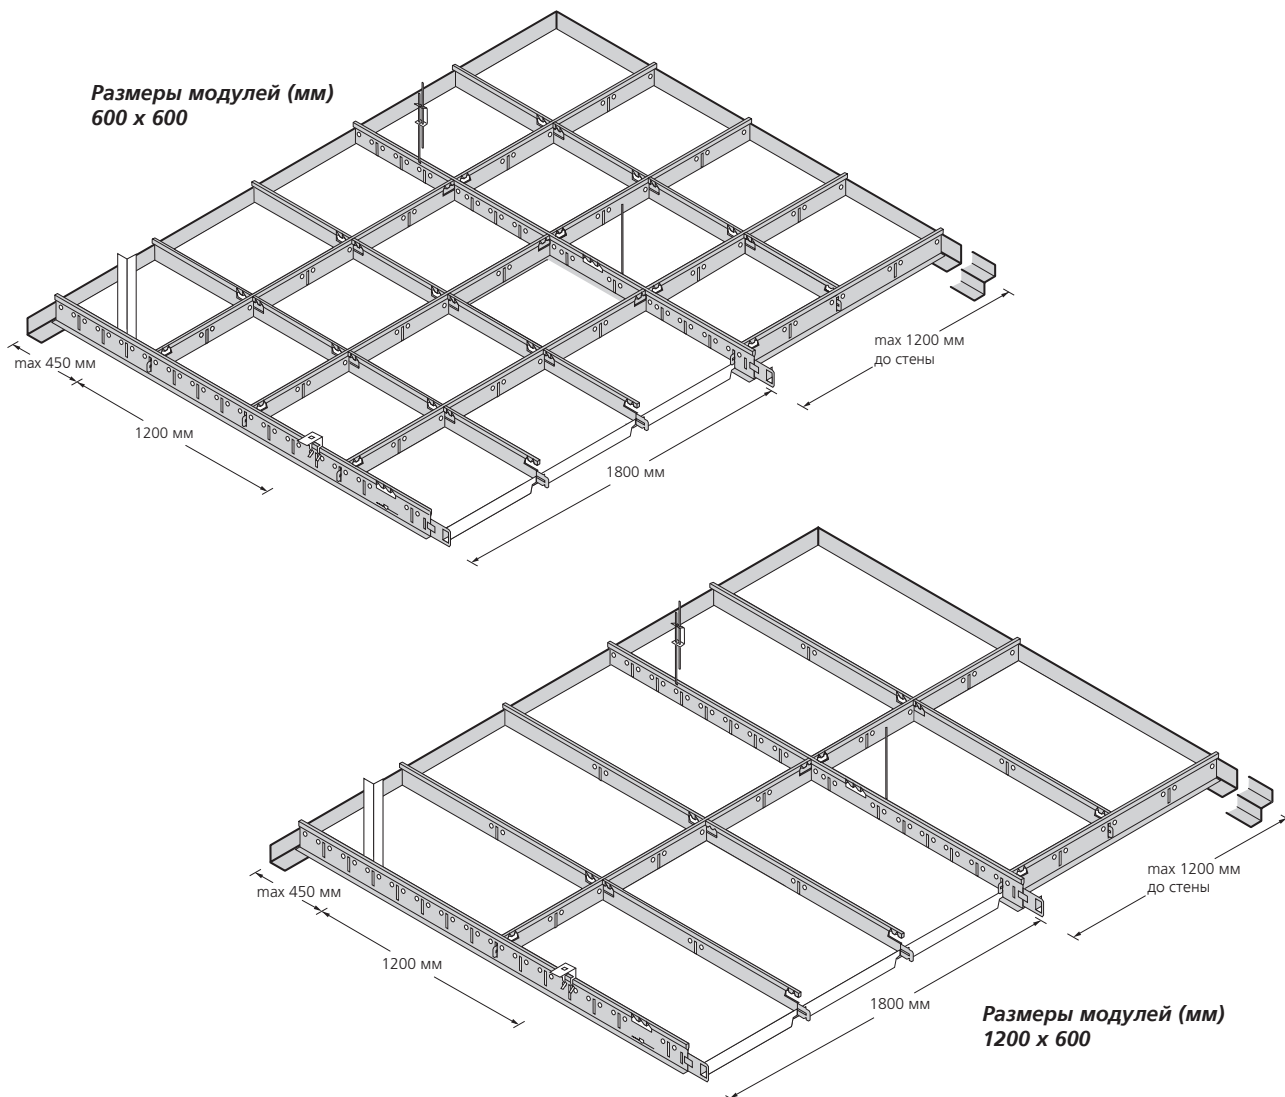 Размеры модулей (мм)
600 x 600
max 1200 мм
до стены
max 450 мм
1200 мм
1800 мм
max 1200 мм
до стены
max 450 мм
1200 мм
1800 мм
Размеры модулей (мм)
1200 x 600